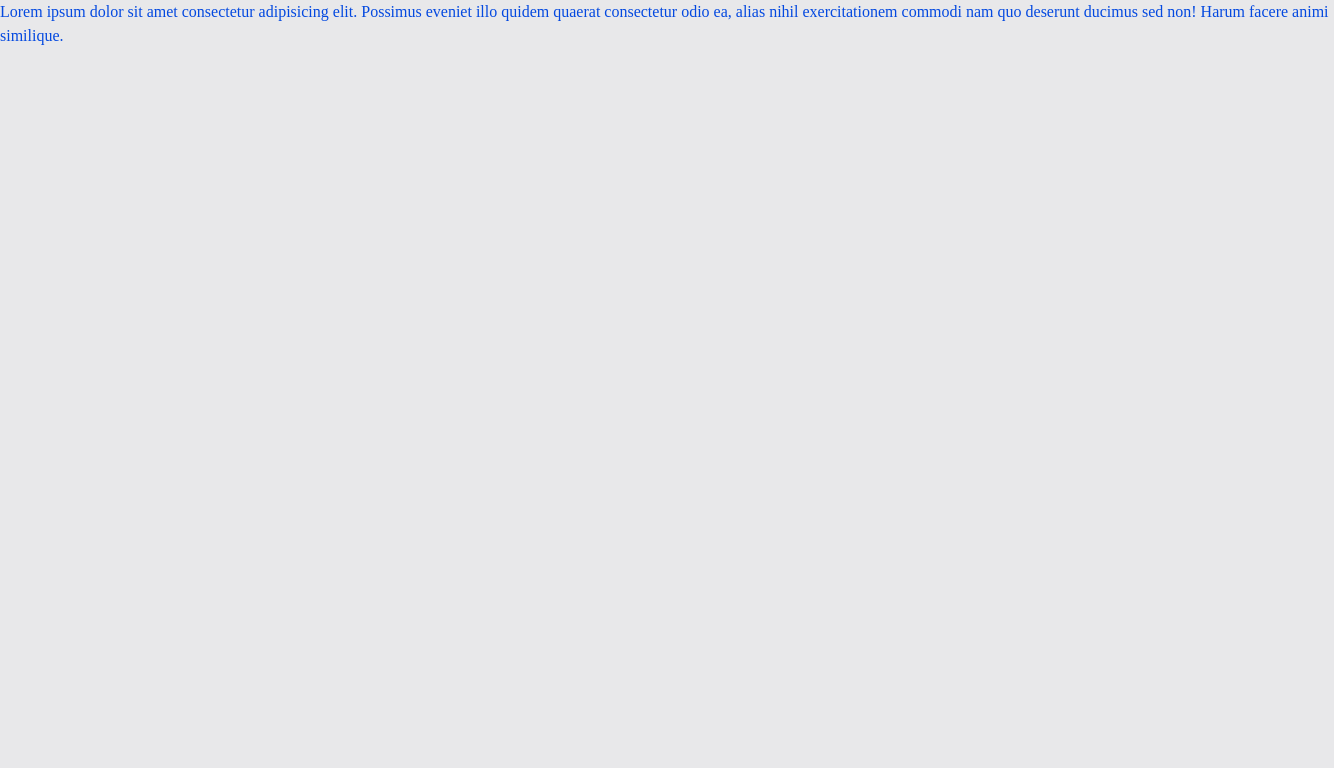 Lorem ipsum dolor sit amet consectetur adipisicing elit. Possimus eveniet illo quidem quaerat consectetur odio ea, alias nihil exercitationem commodi nam quo deserunt ducimus sed non! Harum facere animi
similique.